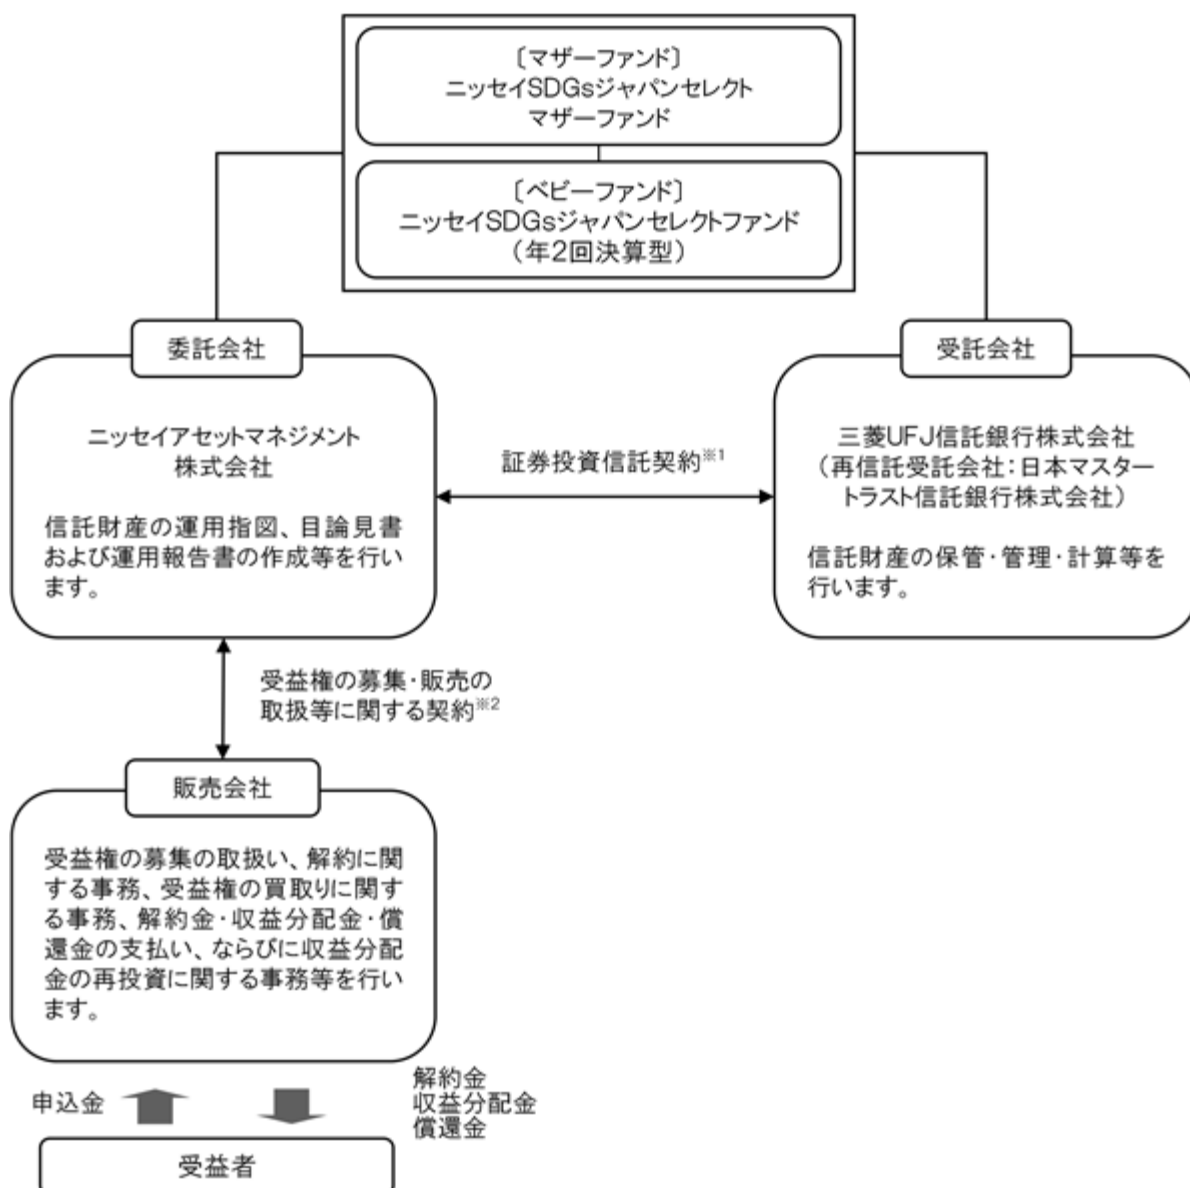 〔マザーファンド〕
ニッセイSDGsジャパンセレクト
マザーファンド
〔ベビーファンド〕
ニッセイSDGsジャパンセレクトファンド
（年2回決算型）
委託会社
ニッセイアセットマネジメント
株式会社
信託財産の運用指図、目論見書
および運用報告書の作成等を行い
ます。
証券投資信託契約※1
受託会社
三菱UFJ信託銀行株式会社
（再信託受託会社：日本マスター
トラスト信託銀行株式会社）
信託財産の保管・管理・計算等を
行います。
受益権の募集・販売の
取扱等に関する契約※2
販売会社
受益権の募集の取扱い、解約に関
する事務、受益権の買取りに関す
る事務、解約金・収益分配金・償
還金の支払い、ならびに収益分配
金の再投資に関する事務等を行い
ます。
申込金
解約金
収益分配金
償還金
受益者